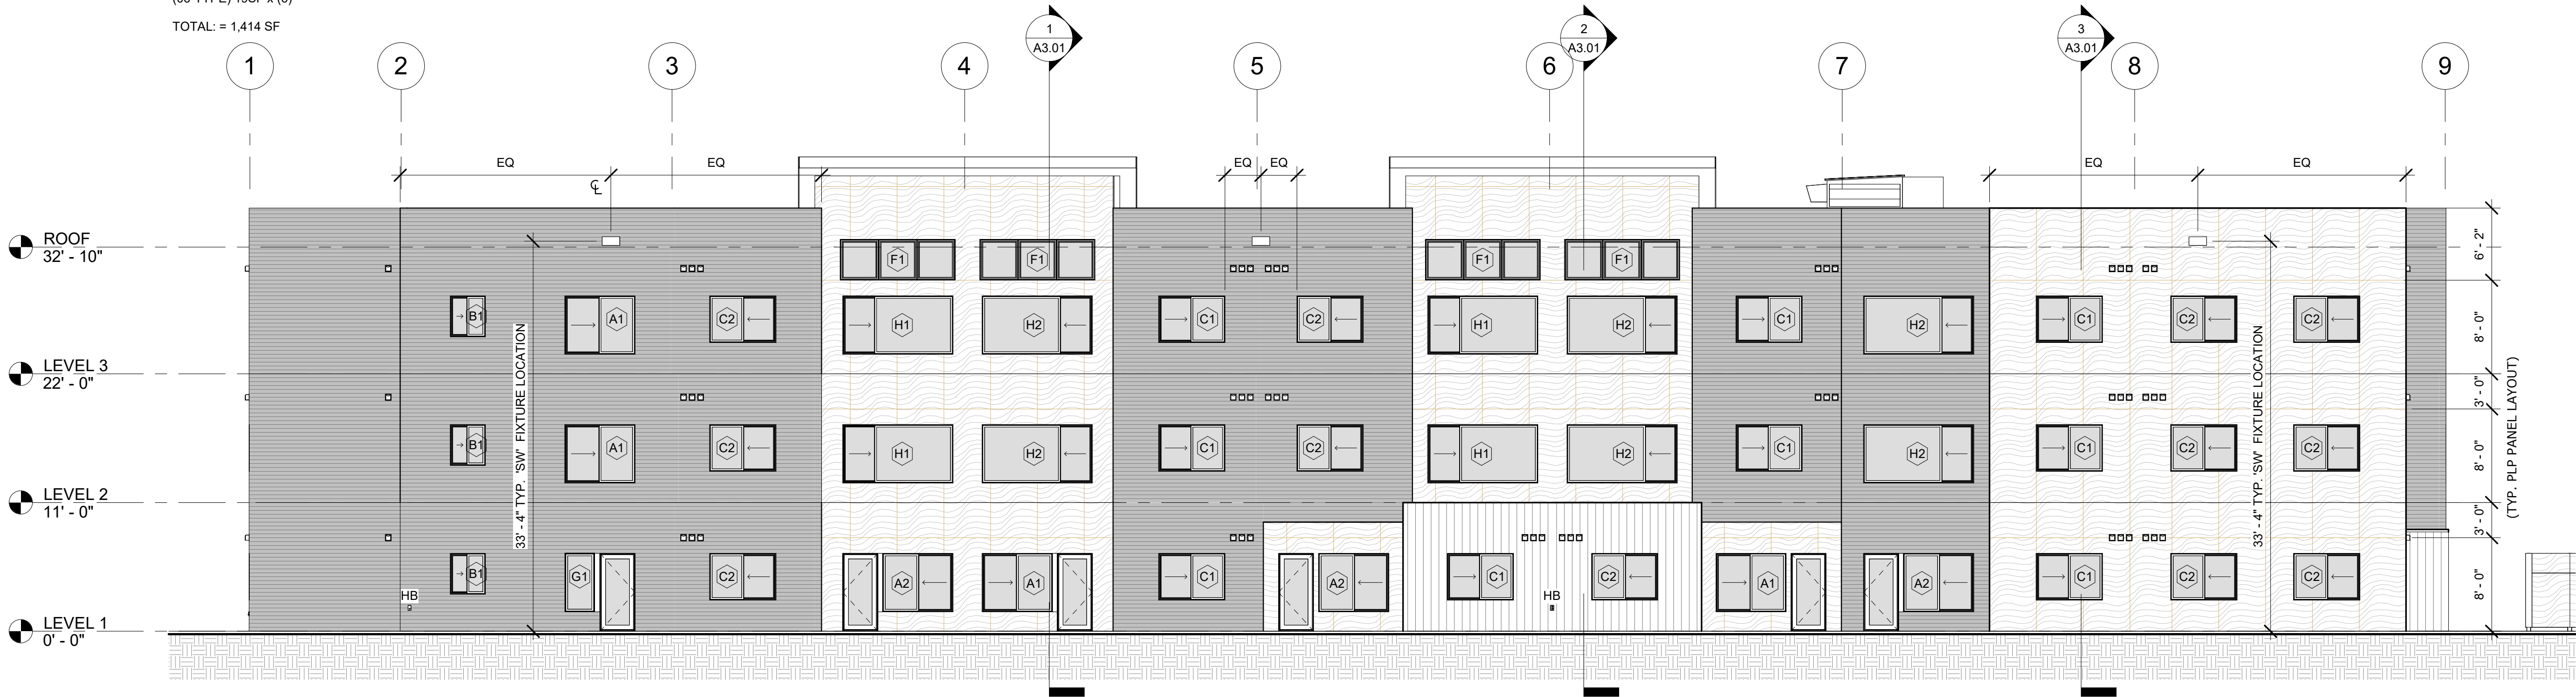 TOTAL: = 1,414 SF
1 A3.01
2 A3.01
3 A3.01
1 2 3 4 5 6 7 8 9
EQ EQ EQ EQ EQ EQ
℄
ROOF
32' - 10"
F1 F1 F1 F1
B1 A1 C2 H1 H2 C1 C2 H1 H2 C1 H2 C1 C2 C2
LEVEL 3
22' - 0"
B1 A1 C2 H1 H2 C1 C2 H1 H2 C1 H2 C1 C2 C2
LEVEL 2
11' - 0"
B1 G1 C2 A2 A1 C1 A2 C1 C2 A1 A2 C1 C2 C2
HB HB
LEVEL 1
0' - 0"
33' - 4" TYP. 'SW' FIXTURE LOCATION
33' - 4" TYP. 'SW' FIXTURE LOCATION
6' - 2"
8' - 0"
3' - 0"
8' - 0"
3' - 0"
8' - 0"
(TYP. PLP PANEL LAYOUT)